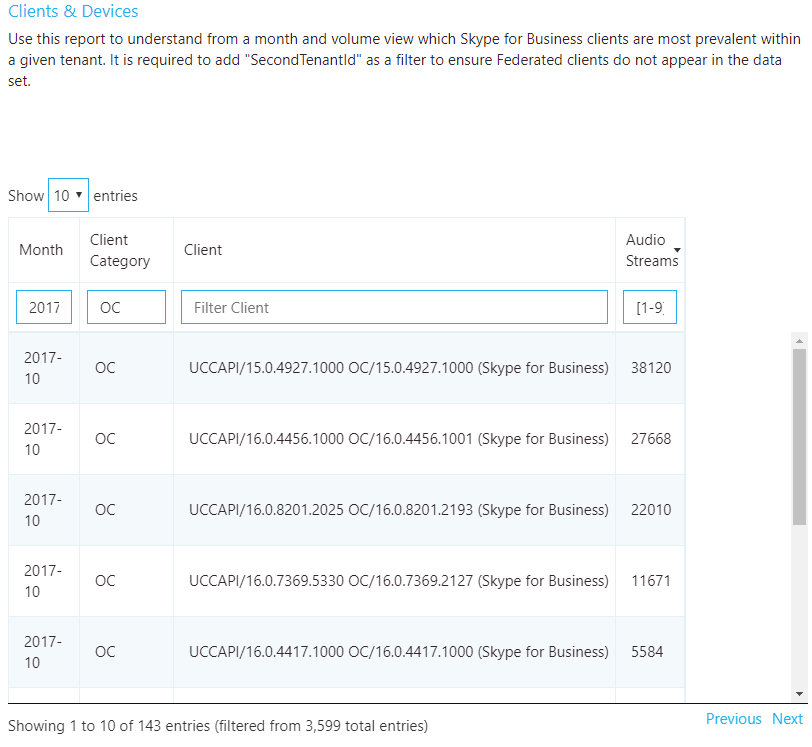 Clients & Devices
Use this report to understand from a month and volume view which Skype for Business clients are most prevalent within
a given tenant. It is required to add "SecondTenantId" as a filter to ensure Federated clients do not appear in the data
set.
Show 10 entries
Month Client Category Client Audio Streams
2017 OC Filter Client [1-9]
2017-10 OC UCCAPI/15.0.4927.1000 OC/15.0.4927.1000 (Skype for Business) 38120
2017-10 OC UCCAPI/16.0.4456.1000 OC/16.0.4456.1001 (Skype for Business) 27668
2017-10 OC UCCAPI/16.0.8201.2025 OC/16.0.8201.2193 (Skype for Business) 22010
2017-10 OC UCCAPI/16.0.7369.5330 OC/16.0.7369.2127 (Skype for Business) 11671
2017-10 OC UCCAPI/16.0.4417.1000 OC/16.0.4417.1000 (Skype for Business) 5584
Showing 1 to 10 of 143 entries (filtered from 3,599 total entries)
Previous Next